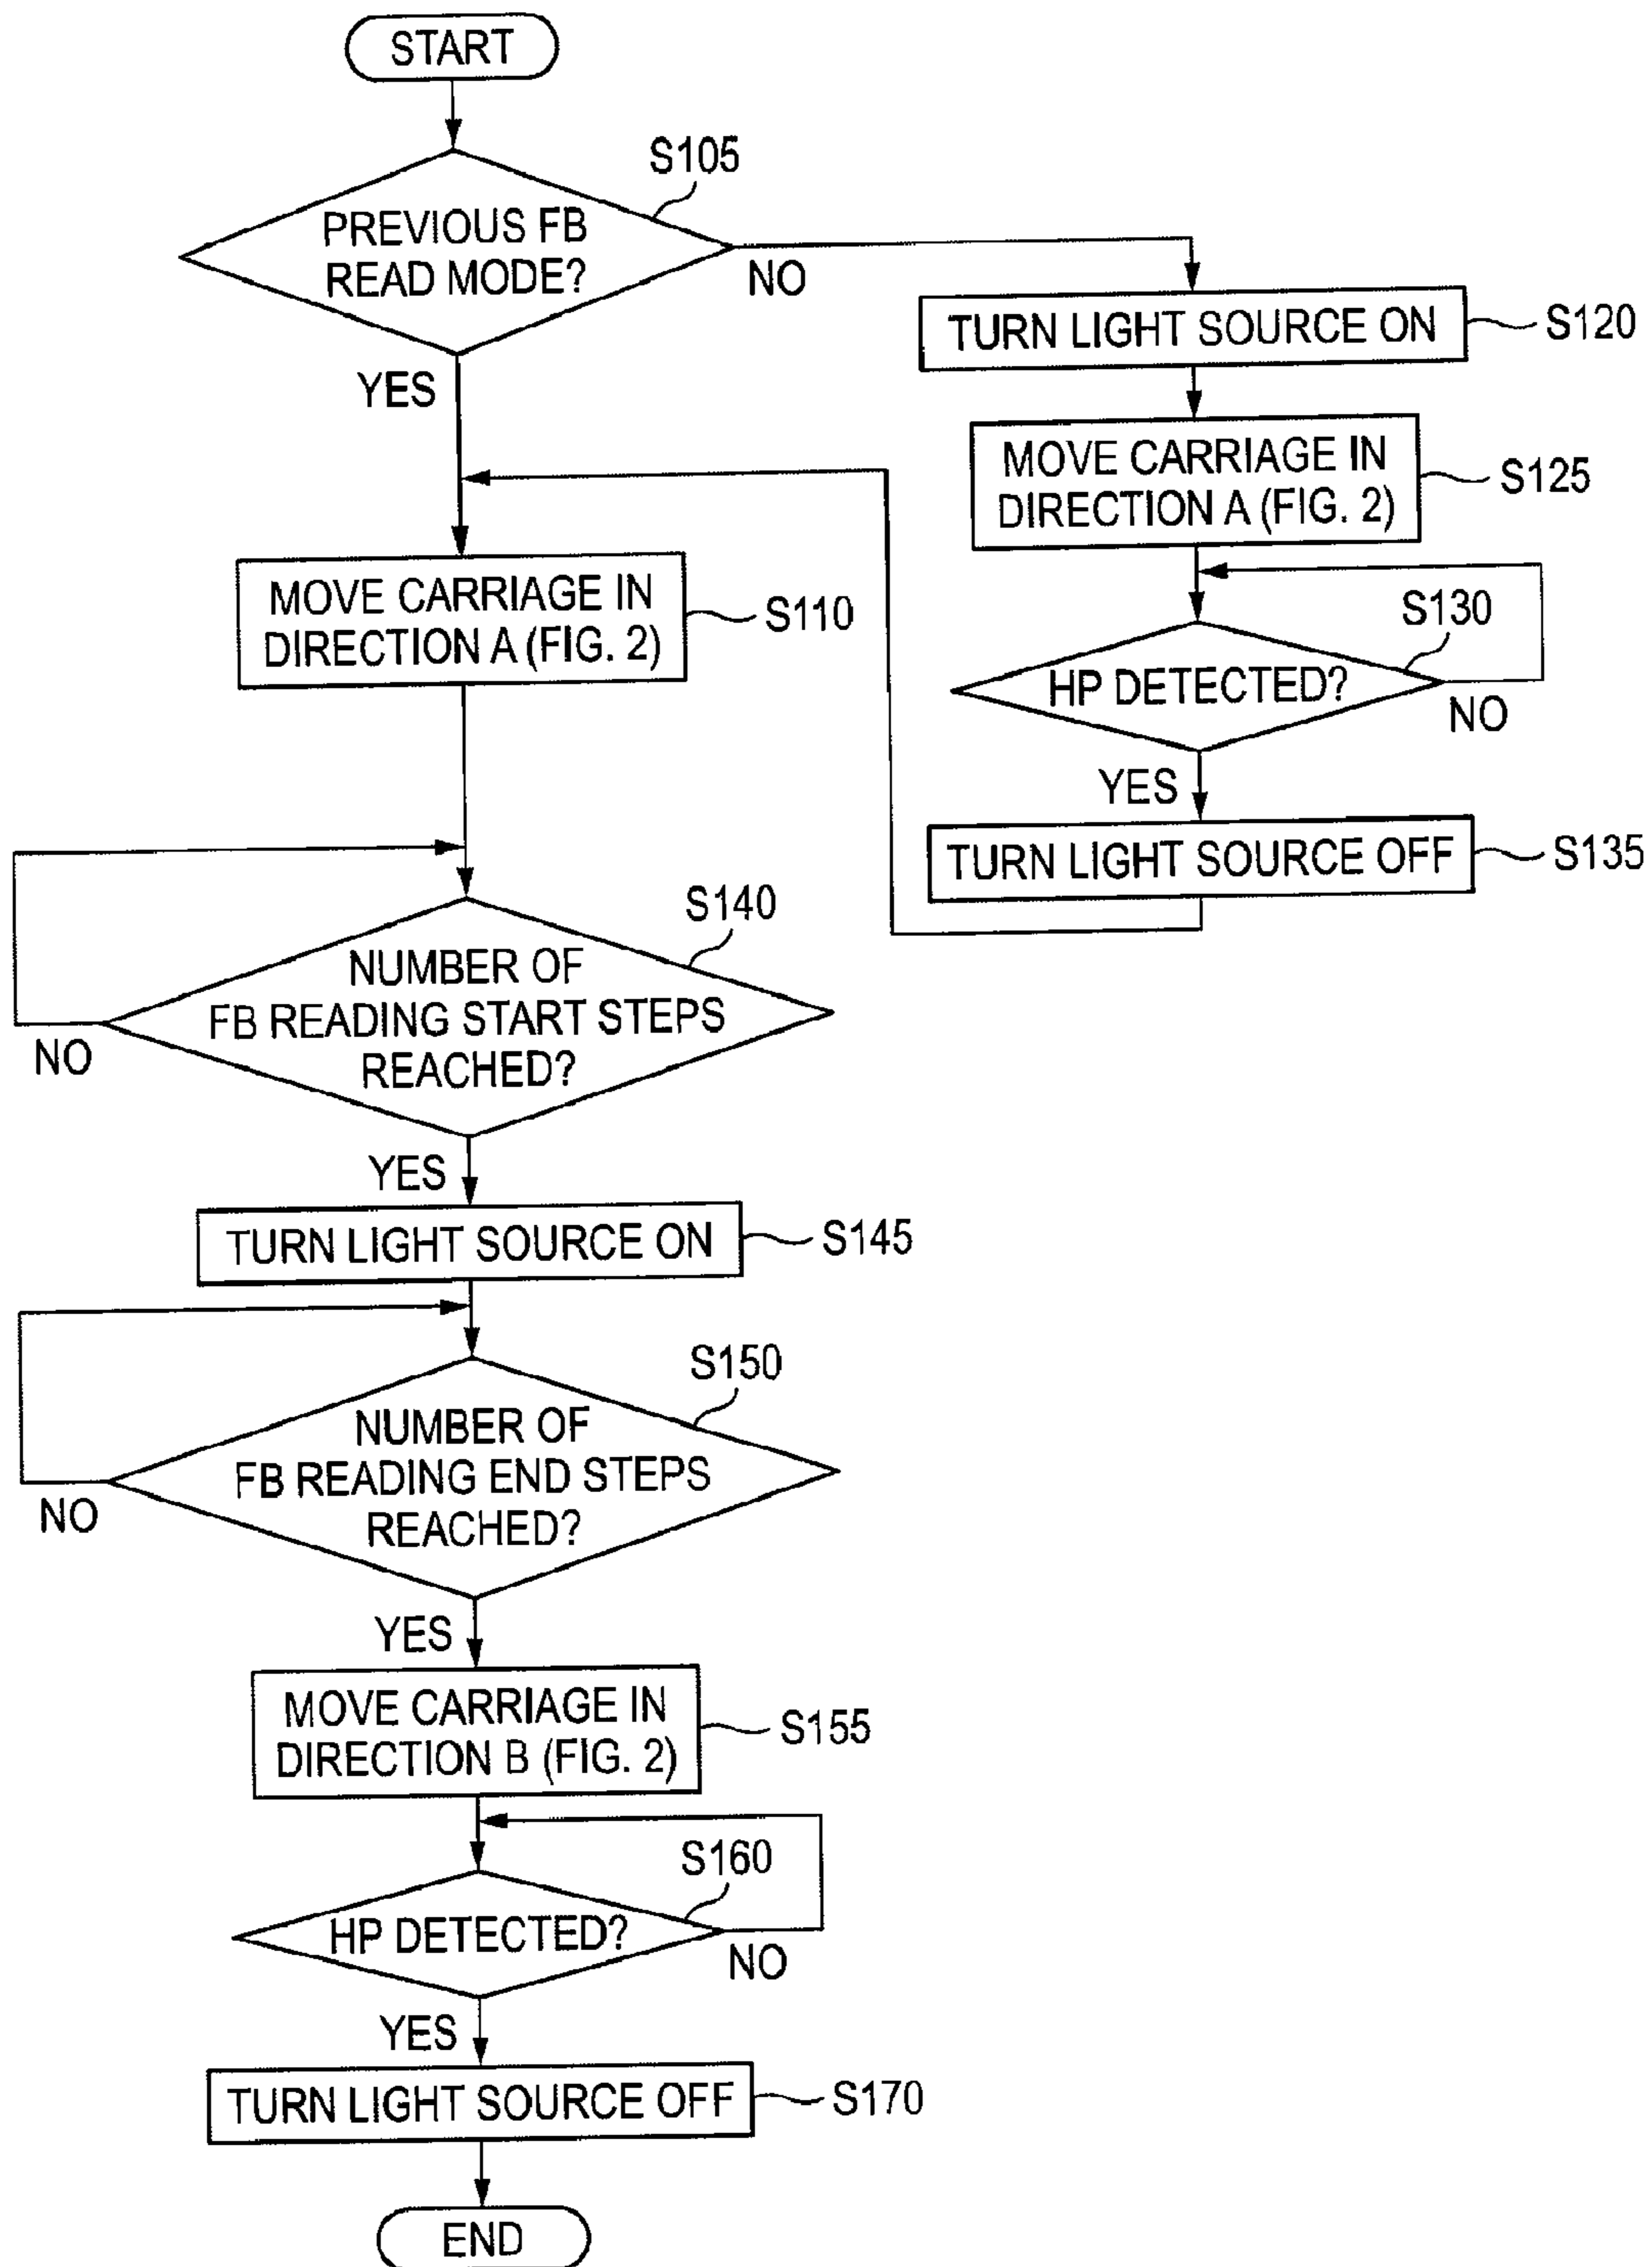 START
S105
PREVIOUS FB
READ MODE?
NO
YES
TURN LIGHT SOURCE ON
S120
MOVE CARRIAGE IN
DIRECTION A (FIG. 2)
S125
S130
HP DETECTED?
NO
YES
TURN LIGHT SOURCE OFF
S135
MOVE CARRIAGE IN
DIRECTION A (FIG. 2)
S110
S140
NUMBER OF
FB READING START STEPS
REACHED?
NO
YES
TURN LIGHT SOURCE ON
S145
S150
NUMBER OF
FB READING END STEPS
REACHED?
NO
YES
MOVE CARRIAGE IN
DIRECTION B (FIG. 2)
S155
S160
HP DETECTED?
NO
YES
TURN LIGHT SOURCE OFF
S170
END